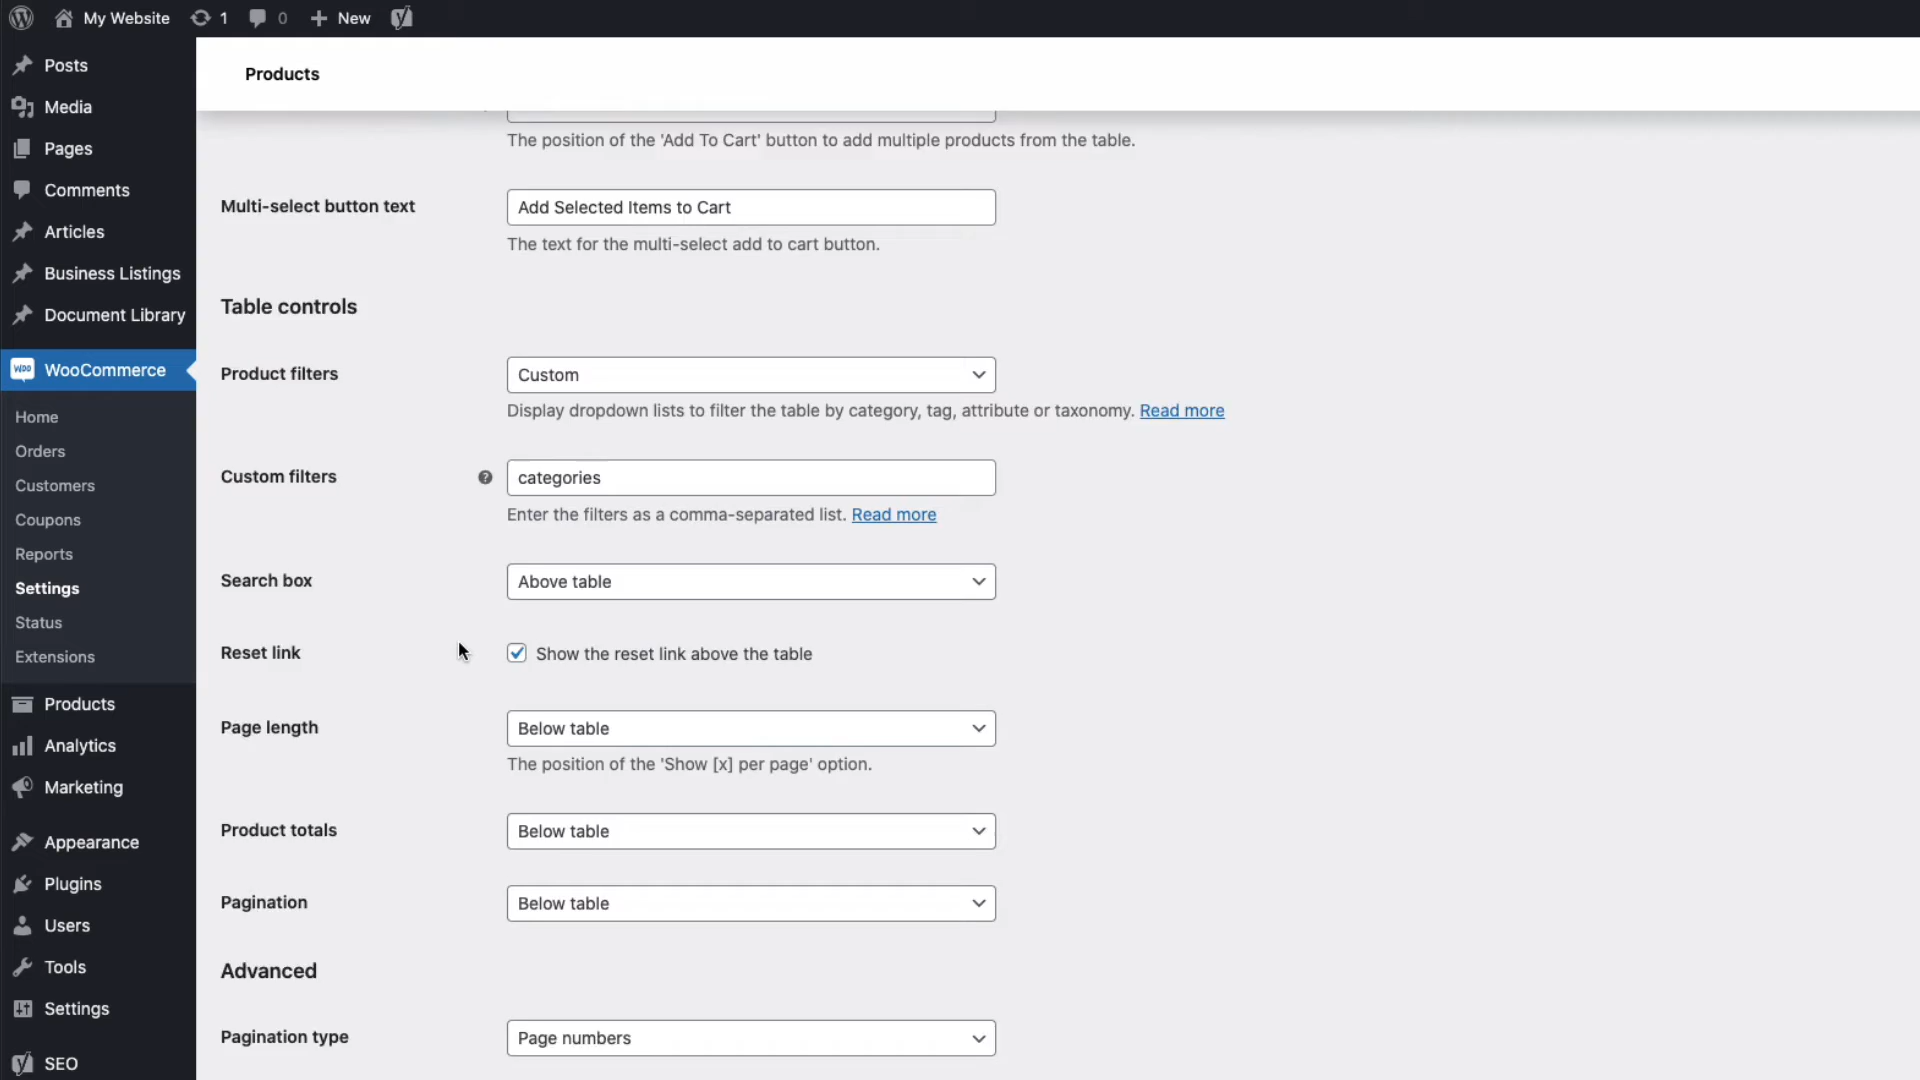 My Website
1
0
New
Posts
Media
Pages
Comments
Articles
Business Listings
Document Library
WOO
WooCommerce
Home
Orders
Customers
Coupons
Reports
Settings
Status
Extensions
Products
Analytics
Marketing
Appearance
Plugins
Users
Tools
Settings
SEO
Products
The position of the 'Add To Cart' button to add multiple products from the table.
Multi-select button text
Add Selected Items to Cart
The text for the multi-select add to cart button.
Table controls
Product filters
Custom
Display dropdown lists to filter the table by category, tag, attribute or taxonomy. Read more
Custom filters
?
categories
Enter the filters as a comma-separated list. Read more
Search box
Above table
Reset link
Show the reset link above the table
Page length
Below table
The position of the 'Show [x] per page' option.
Product totals
Below table
Pagination
Below table
Advanced
Pagination type
Page numbers